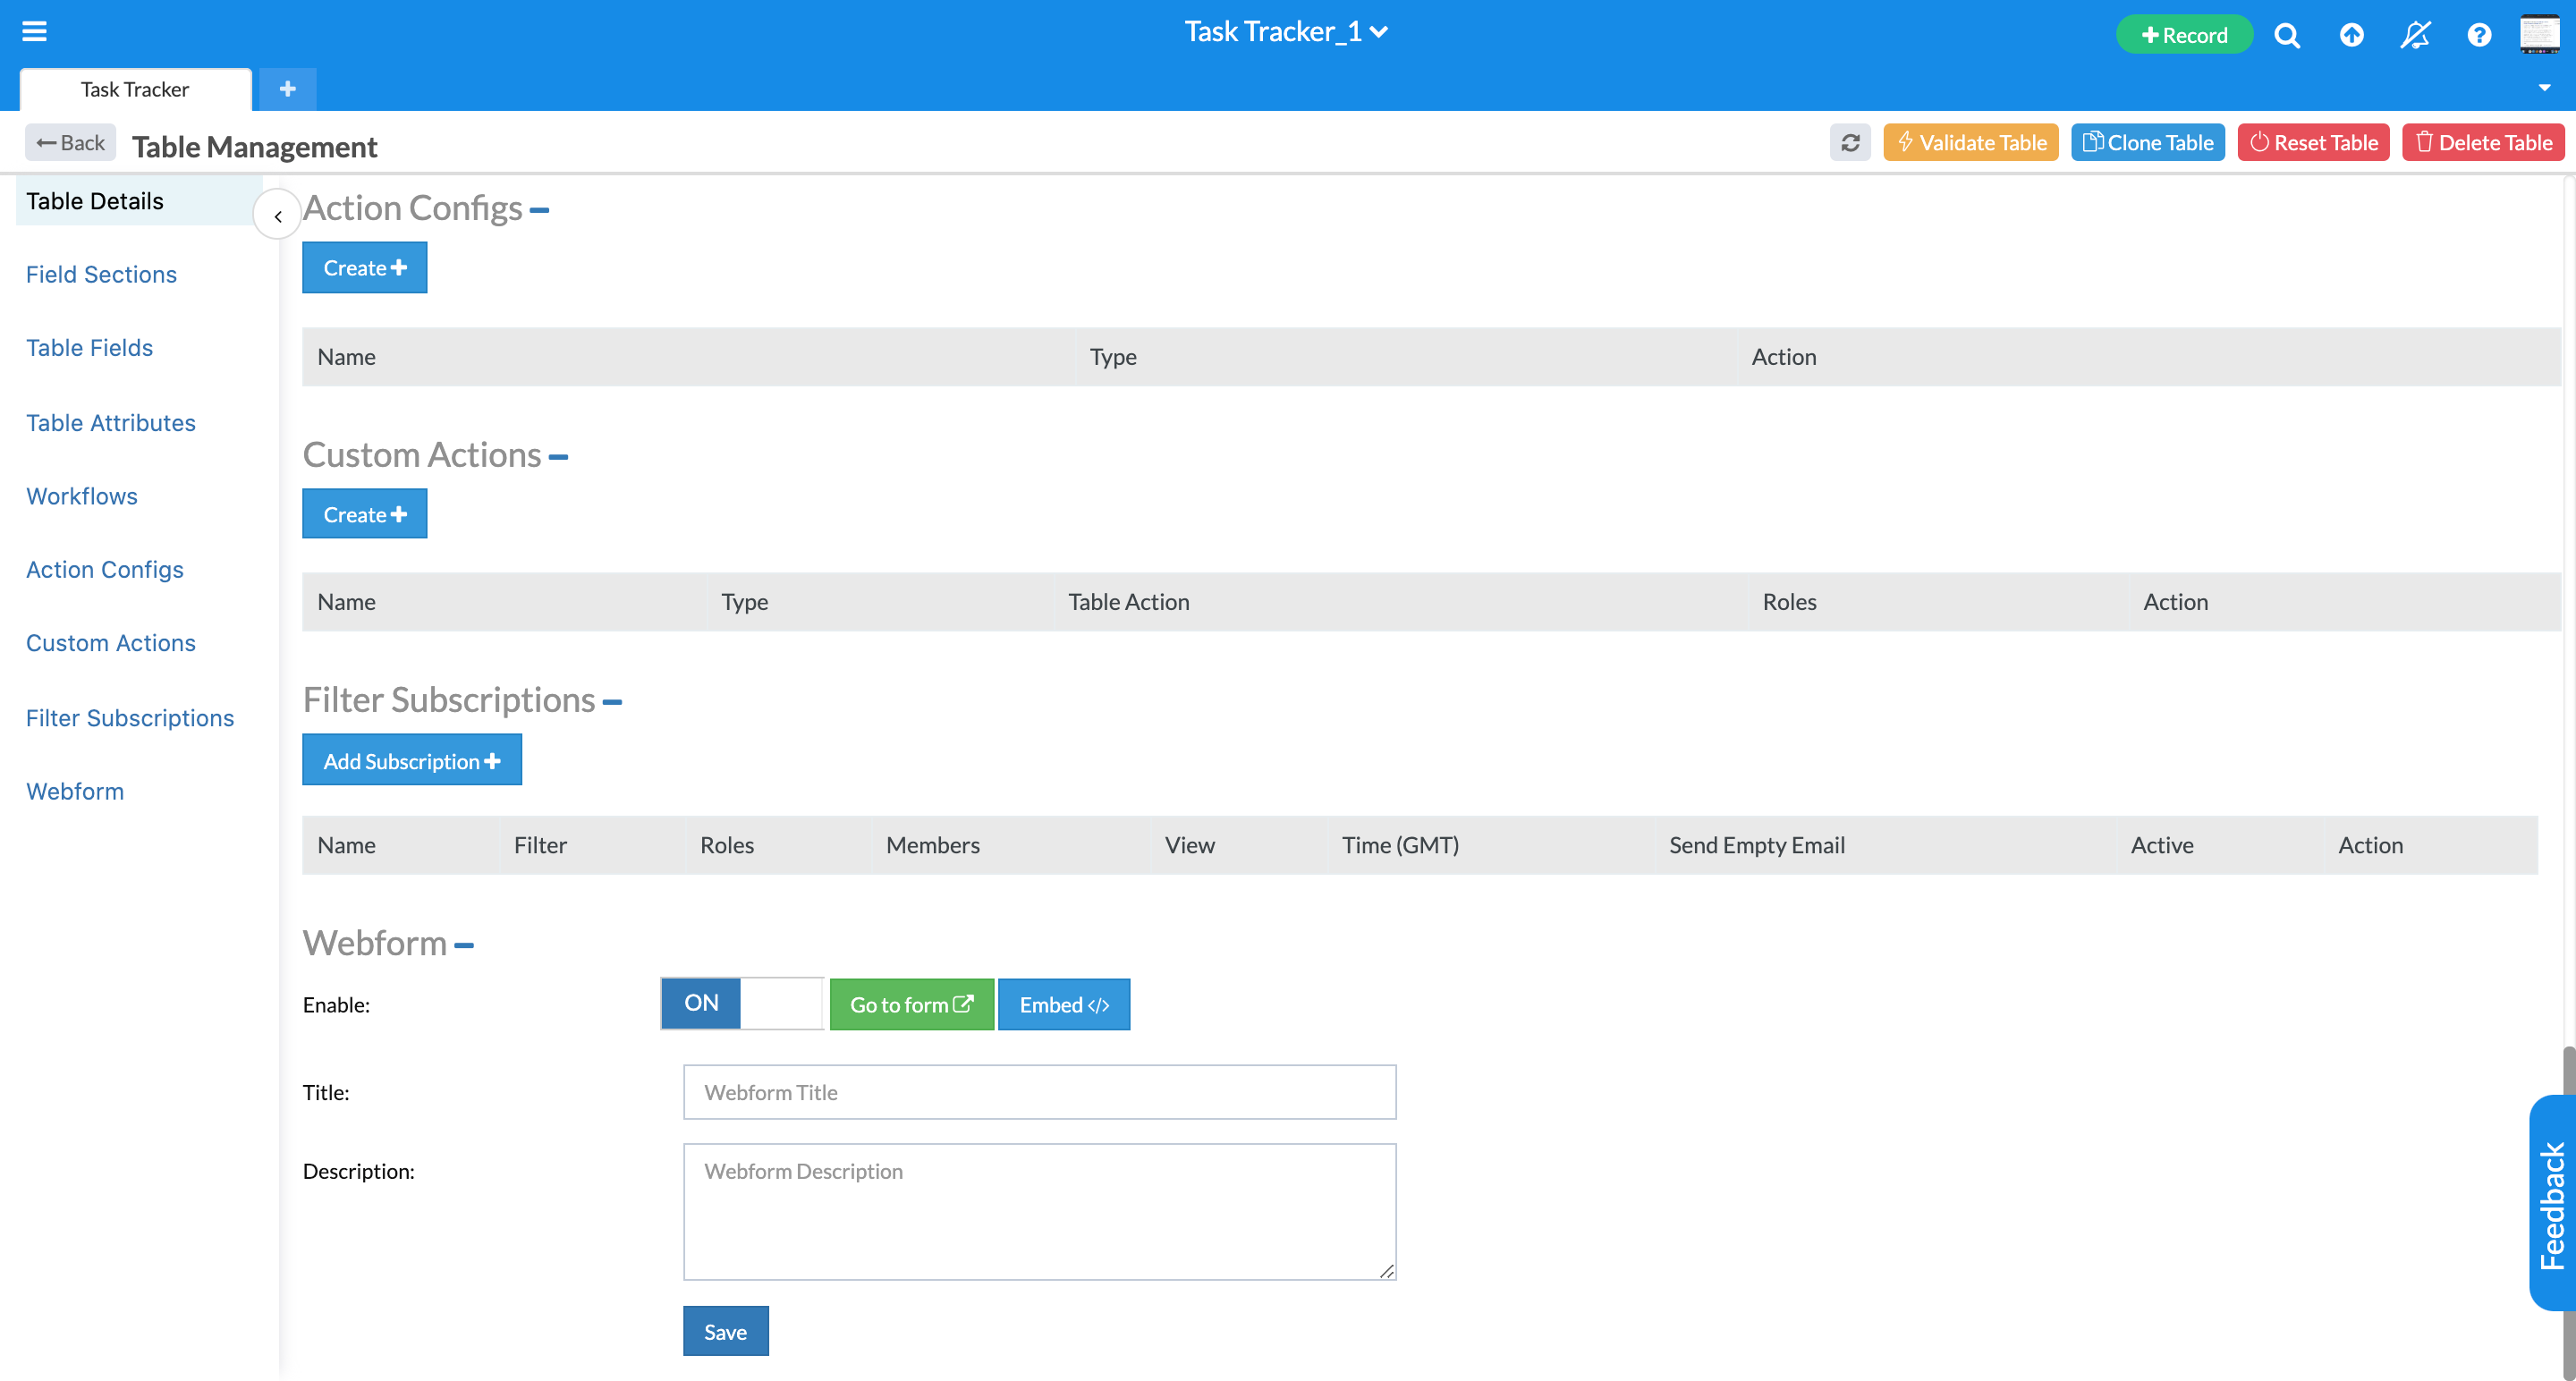 Task Tracker_1
Record
Task Tracker
Back
Table Management
Validate Table
Clone Table
Reset Table
Delete Table
Table Details
Field Sections
Table Fields
Table Attributes
Workflows
Action Configs
Custom Actions
Filter Subscriptions
Webform
Action Configs
Create
Name Type Action
Custom Actions
Create
Name Type Table Action Roles Action
Filter Subscriptions
Add Subscription
Name Filter Roles Members View Time (GMT) Send Empty Email Active Action
Webform
Enable: ON Go to form Embed </>
Title: Webform Title
Description: Webform Description
Save
Feedback